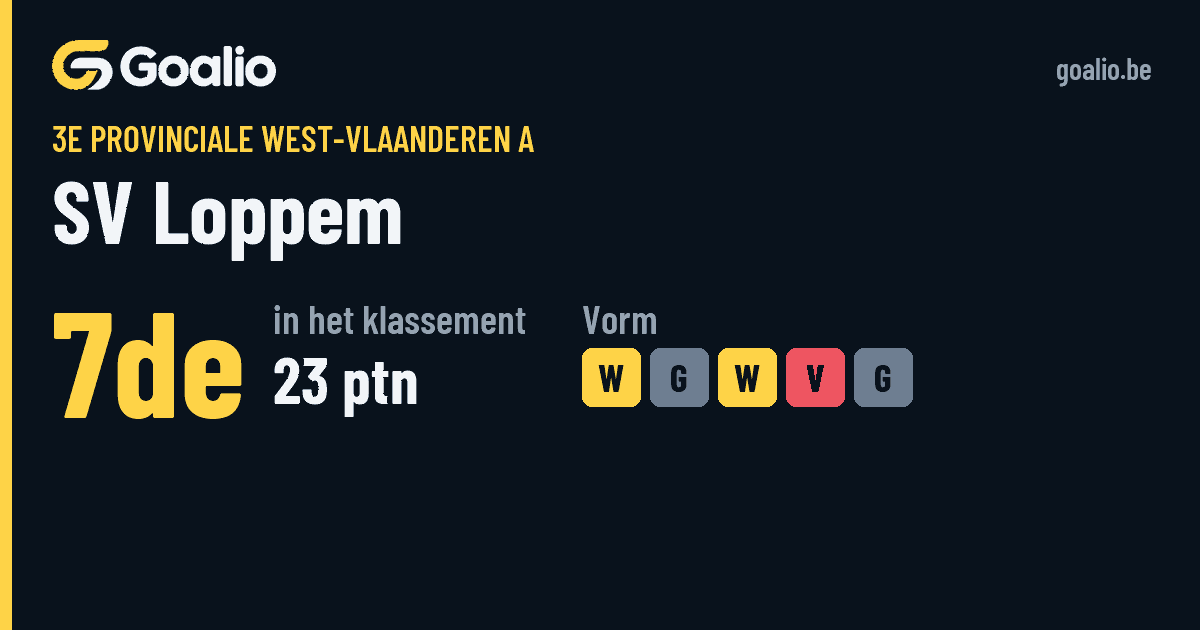 Goalio
goalio.be
3E PROVINCIALE WEST-VLAANDEREN A
SV Loppem
7de
in het klassement
23 ptn
Vorm
W G W V G